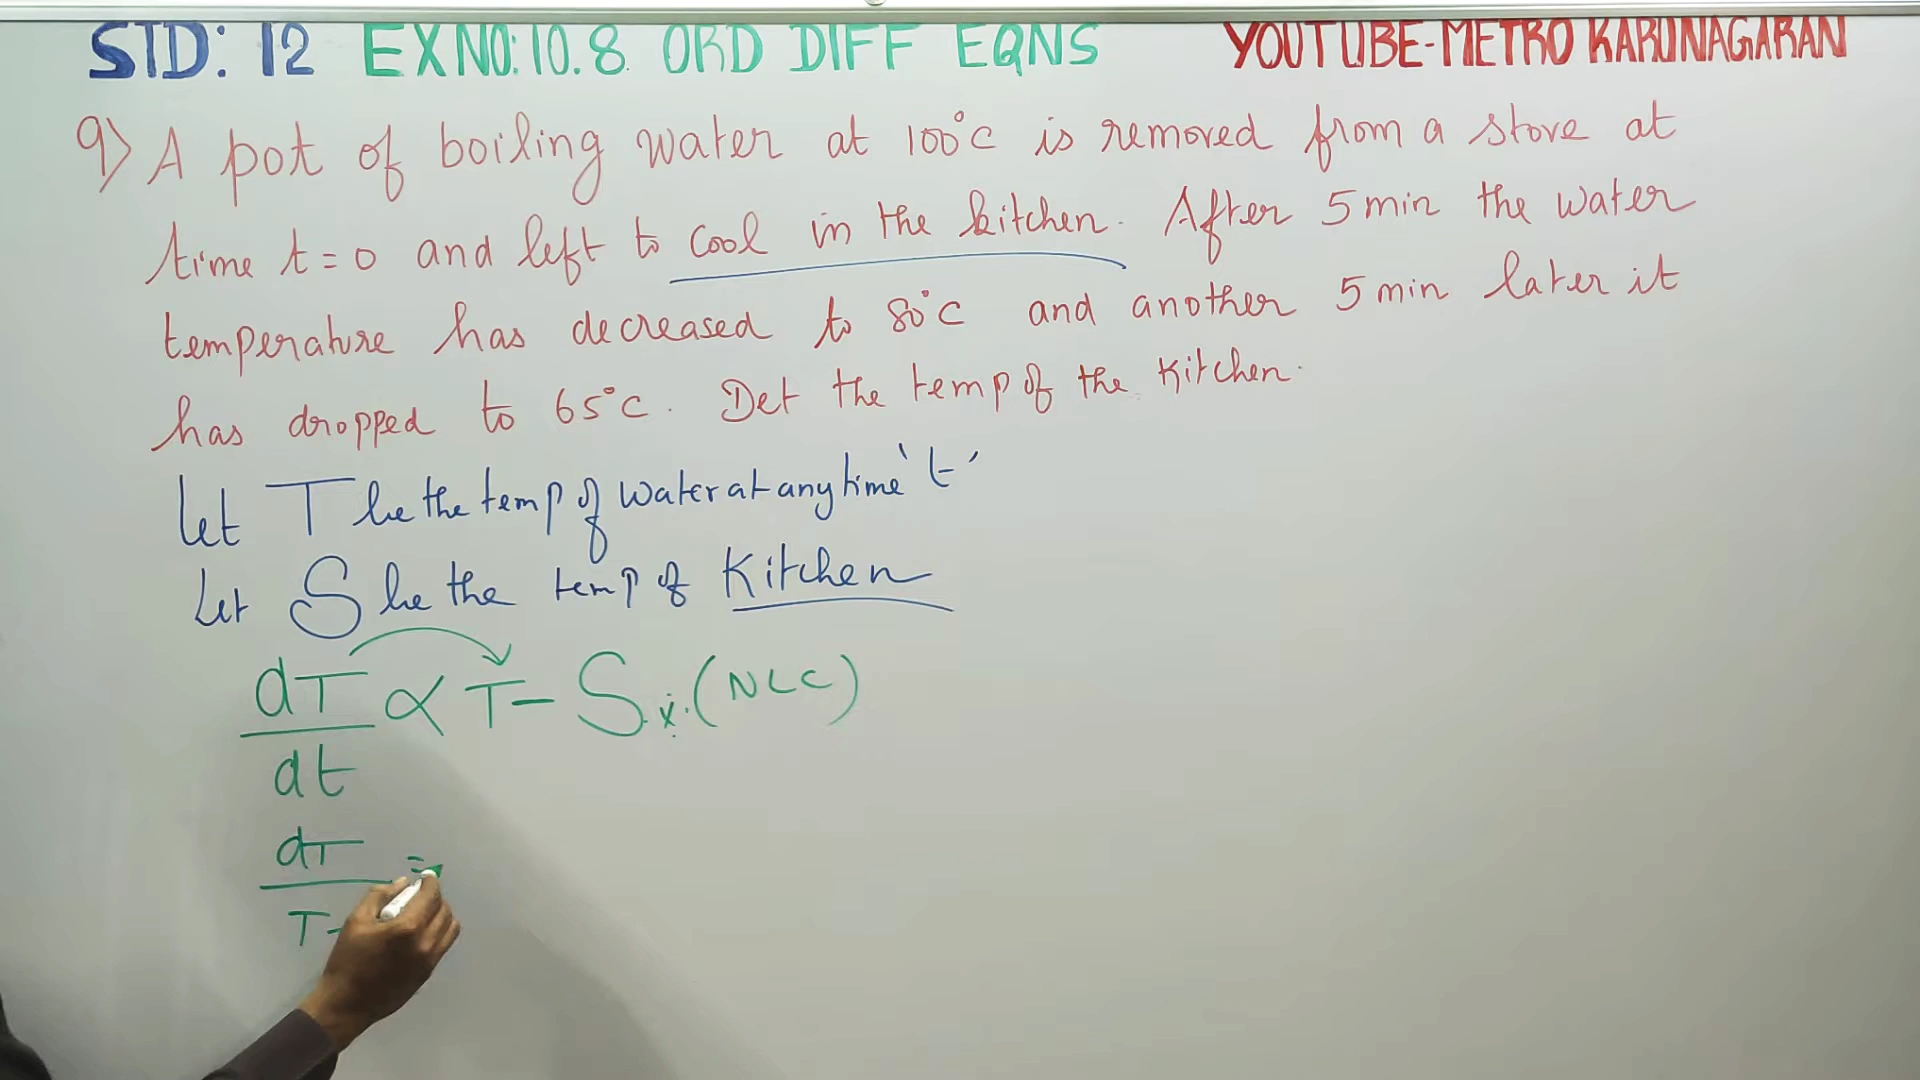 STD: 12 EX NO: 10.8 ORD DIFF EQNS YOUTUBE-METRO KARUNAGARAN
9) A pot of boiling water at 100°C is removed from a stove at
time t = 0 and left to cool in the kitchen. After 5 min the water
temperature has decreased to 80°C and another 5 min later it
has dropped to 65°C. Det the temp of the Kitchen.
Let T be the temp of water at any time 't'
Let S be the temp of Kitchen
dT/dt ∝ T - S (NLC)
dT/T- =